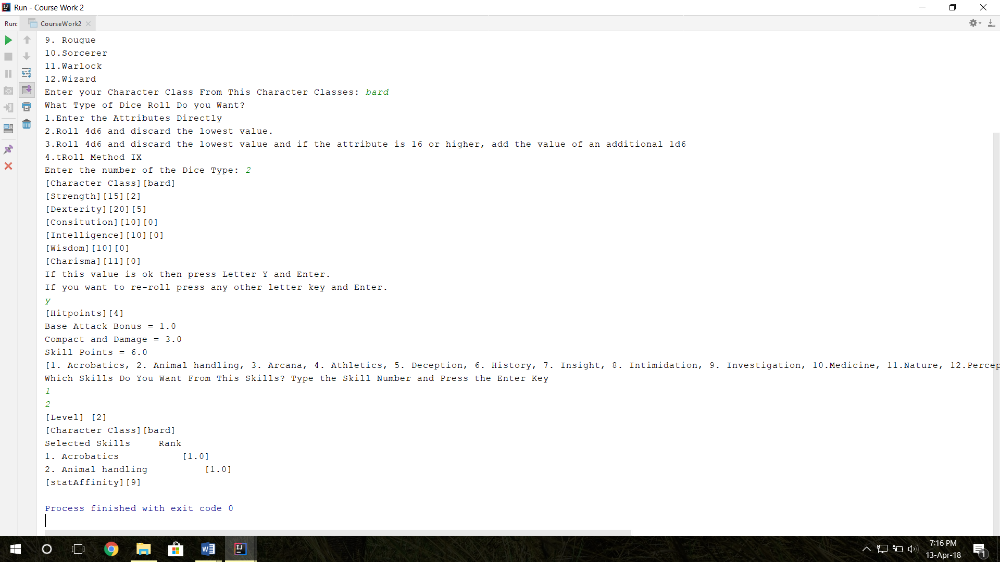 Run - Course Work 2
Run: CourseWork2
9. Rougue
10.Sorcerer
11.Warlock
12.Wizard
Enter your Character Class From This Character Classes: bard
What Type of Dice Roll Do you Want?
1.Enter the Attributes Directly
2.Roll 4d6 and discard the lowest value.
3.Roll 4d6 and discard the lowest value and if the attribute is 16 or higher, add the value of an additional 1d6
4.tRoll Method IX
Enter the number of the Dice Type: 2
[Character Class][bard]
[Strength][15][2]
[Dexterity][20][5]
[Consitution][10][0]
[Intelligence][10][0]
[Wisdom][10][0]
[Charisma][11][0]
If this value is ok then press Letter Y and Enter.
If you want to re-roll press any other letter key and Enter.
y
[Hitpoints][4]
Base Attack Bonus = 1.0
Compact and Damage = 3.0
Skill Points = 6.0
[1. Acrobatics, 2. Animal handling, 3. Arcana, 4. Athletics, 5. Deception, 6. History, 7. Insight, 8. Intimidation, 9. Investigation, 10.Medicine, 11.Nature, 12.Percep
Which Skills Do You Want From This Skills? Type the Skill Number and Press the Enter Key
1
2
[Level] [2]
[Character Class][bard]
Selected Skills     Rank
1. Acrobatics           [1.0]
2. Animal handling          [1.0]
[statAffinity][9]
Process finished with exit code 0
7:16 PM
13-Apr-18
1